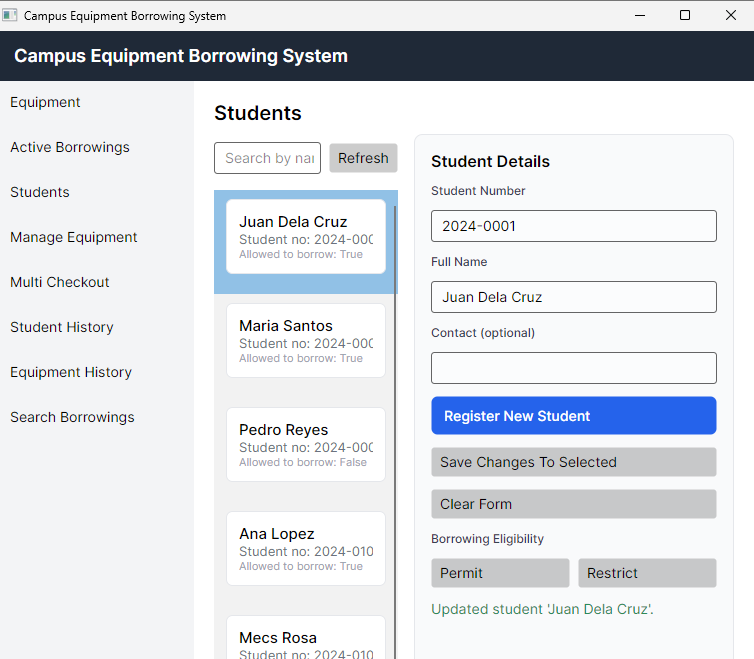 Campus Equipment Borrowing System
Campus Equipment Borrowing System
Equipment
Active Borrowings
Students
Manage Equipment
Multi Checkout
Student History
Equipment History
Search Borrowings
Students
Search by nar
Refresh
Juan Dela Cruz
Student no: 2024-000
Allowed to borrow: True
Maria Santos
Student no: 2024-000
Allowed to borrow: True
Pedro Reyes
Student no: 2024-000
Allowed to borrow: False
Ana Lopez
Student no: 2024-010
Allowed to borrow: True
Mecs Rosa
Student no: 2024-010
Student Details
Student Number
2024-0001
Full Name
Juan Dela Cruz
Contact (optional)
Register New Student
Save Changes To Selected
Clear Form
Borrowing Eligibility
Permit
Restrict
Updated student 'Juan Dela Cruz'.